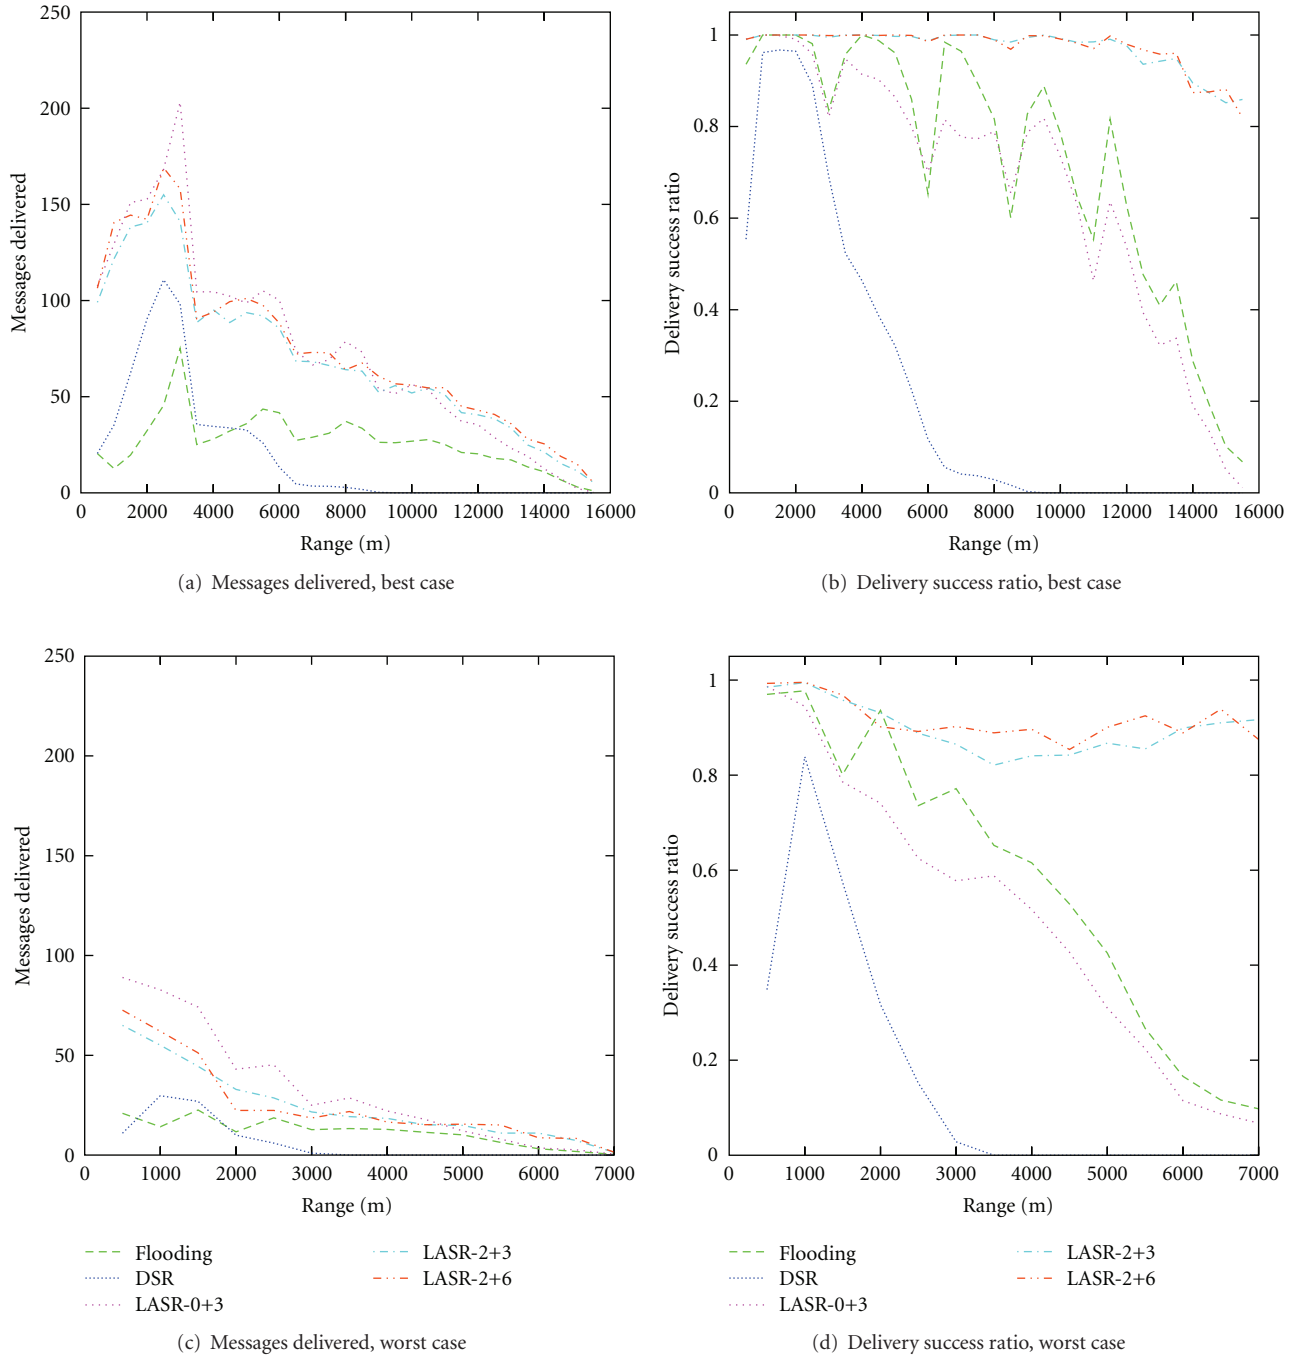 250
200
150
100
50
0
Messages delivered
0 2000 4000 6000 8000 10000 12000 14000 16000
Range (m)
(a) Messages delivered, best case
1
0.8
0.6
0.4
0.2
0
Delivery success ratio
0 2000 4000 6000 8000 10000 12000 14000 16000
Range (m)
(b) Delivery success ratio, best case
250
200
150
100
50
0
Messages delivered
0 1000 2000 3000 4000 5000 6000 7000
Range (m)
Flooding
DSR
LASR-0+3
LASR-2+3
LASR-2+6
(c) Messages delivered, worst case
1
0.8
0.6
0.4
0.2
0
Delivery success ratio
0 1000 2000 3000 4000 5000 6000 7000
Range (m)
Flooding
DSR
LASR-0+3
LASR-2+3
LASR-2+6
(d) Delivery success ratio, worst case